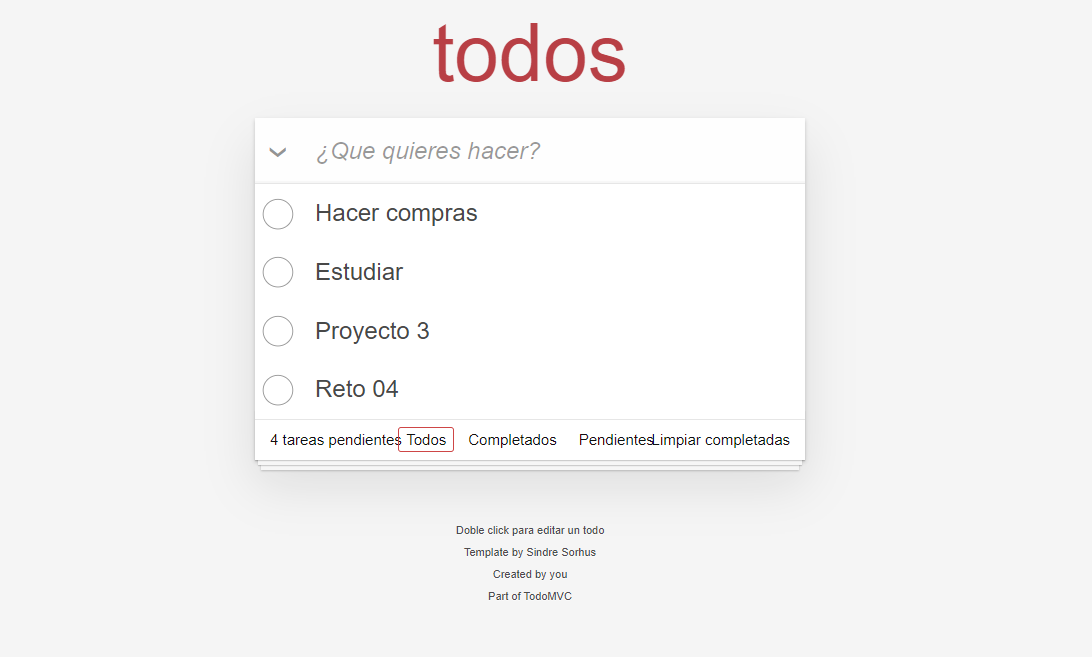 todos
¿Que quieres hacer?
Hacer compras
Estudiar
Proyecto 3
Reto 04
4 tareas pendientes Todos Completados Pendientes Limpiar completadas
Doble click para editar un todo
Template by Sindre Sorhus
Created by you
Part of TodoMVC